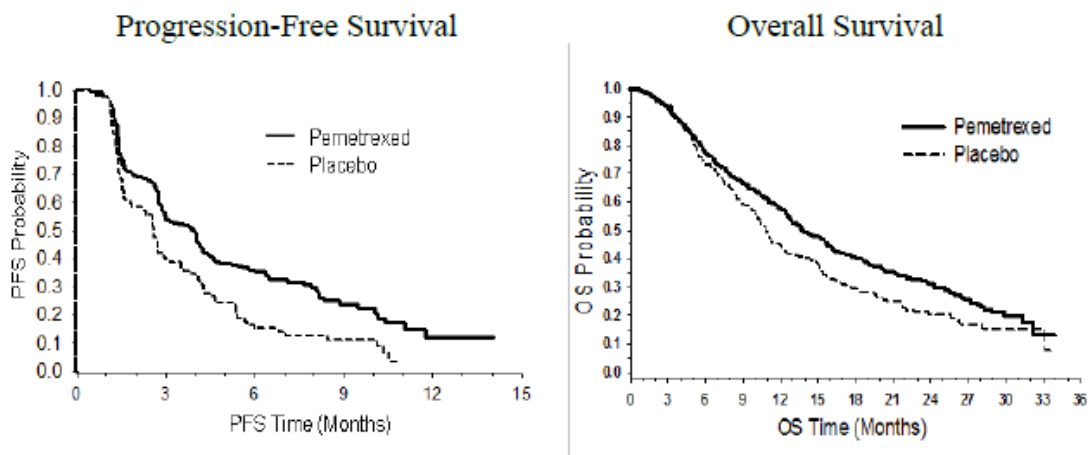 Progression-Free Survival
1.0
0.9
0.8
0.7
0.6
0.5
0.4
0.3
0.2
0.1
0.0
PFS Probability
Pemetrexed
Placebo
0 3 6 9 12 15
PFS Time (Months)
Overall Survival
1.0
0.9
0.8
0.7
0.6
0.5
0.4
0.3
0.2
0.1
0.0
OS Probability
Pemetrexed
Placebo
0 3 6 9 12 15 18 21 24 27 30 33 36
OS Time (Months)